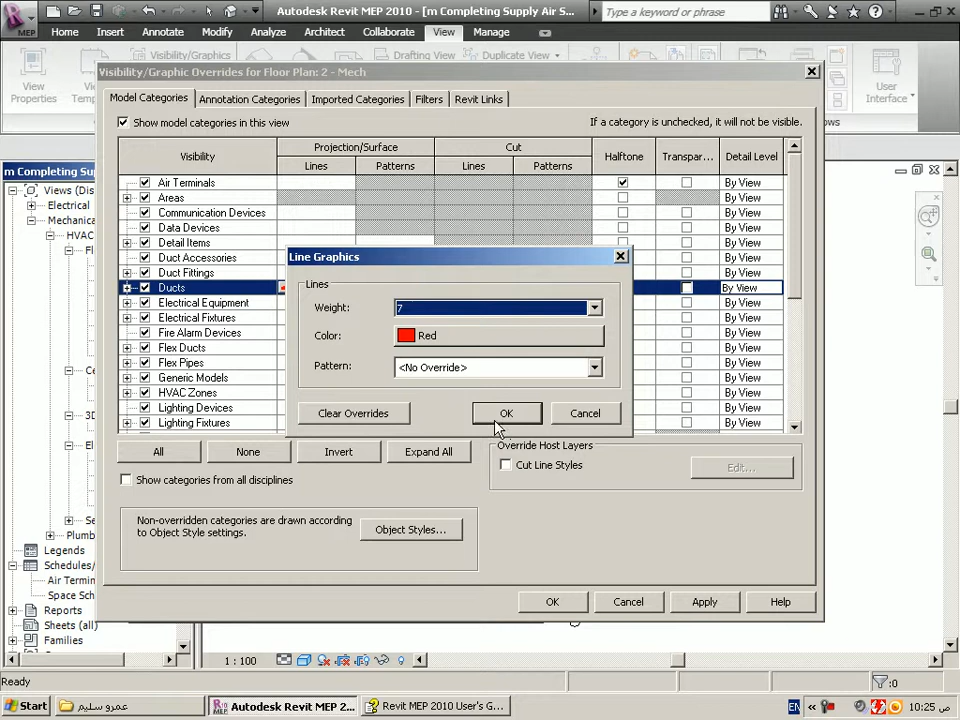 Autodesk Revit MEP 2010 - [m Completing Supply Air S...
Type a keyword or phrase
MEP
Home Insert Annotate Modify Analyze Architect Collaborate View Manage
View
Properties
View
Visibility/Graphics
Drafting View
Duplicate View
User
Interface
Visibility/Graphic Overrides for Floor Plan: 2 - Mech
Model Categories Annotation Categories Imported Categories Filters Revit Links
Show model categories in this view
If a category is unchecked, it will not be visible.
Visibility Projection/Surface Cut Halftone Transpar... Detail Level
Lines Patterns Lines Patterns
Air Terminals By View
Areas By View
Communication Devices By View
Data Devices By View
Detail Items By View
Duct Accessories By View
Duct Fittings By View
Ducts By View
Electrical Equipment By View
Electrical Fixtures By View
Fire Alarm Devices By View
Flex Ducts By View
Flex Pipes By View
Generic Models By View
HVAC Zones By View
Lighting Devices By View
Lighting Fixtures By View
Line Graphics
Lines
Weight: 7
Color: Red
Pattern: <No Override>
Clear Overrides OK Cancel
All None Invert Expand All
Override Host Layers
Cut Line Styles Edit...
Show categories from all disciplines
Non-overridden categories are drawn according
to Object Style settings.
Object Styles...
OK Cancel Apply Help
m Completing Supply
Views (Dis
Electrical
Mechanica
HVAC
Fl
Ce
3D
Se
Plumb
Legends
Schedules/
Air Termin
Space Sch
Reports
Sheets (all)
Families
1 : 100
Ready
:0
Start
عمرو سليم
Autodesk Revit MEP 2...
Revit MEP 2010 User's G...
EN
10:25 ص